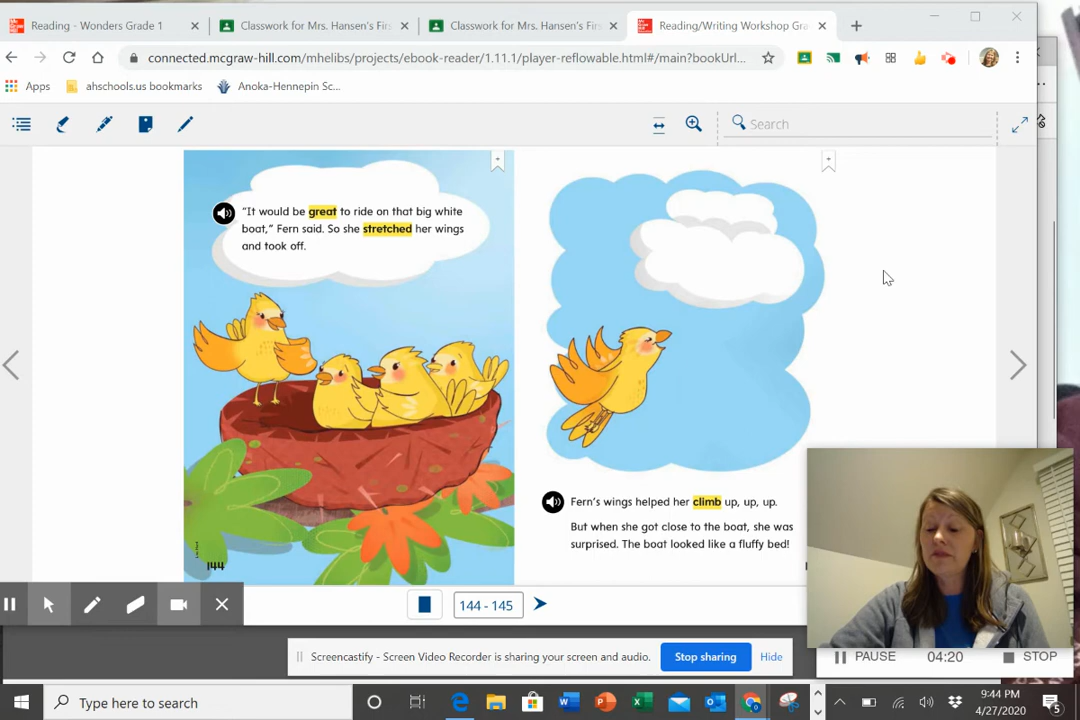 Reading - Wonders Grade 1
Classwork for Mrs. Hansen's Firs
Classwork for Mrs. Hansen's Firs
Reading/Writing Workshop Gra
connected.mcgraw-hill.com/mhelibs/projects/ebook-reader/1.11.1/player-reflowable.html#/main?bookUrl...
Apps
ahschools.us bookmarks
Anoka-Hennepin Sc...
Search
"It would be great to ride on that big white
boat," Fern said. So she stretched her wings
and took off.
Fern's wings helped her climb up, up, up.
But when she got close to the boat, she was
surprised. The boat looked like a fluffy bed!
144
144 - 145
Screencastify - Screen Video Recorder is sharing your screen and audio.
Stop sharing
Hide
PAUSE
04:20
STOP
Type here to search
9:44 PM
4/27/2020
5